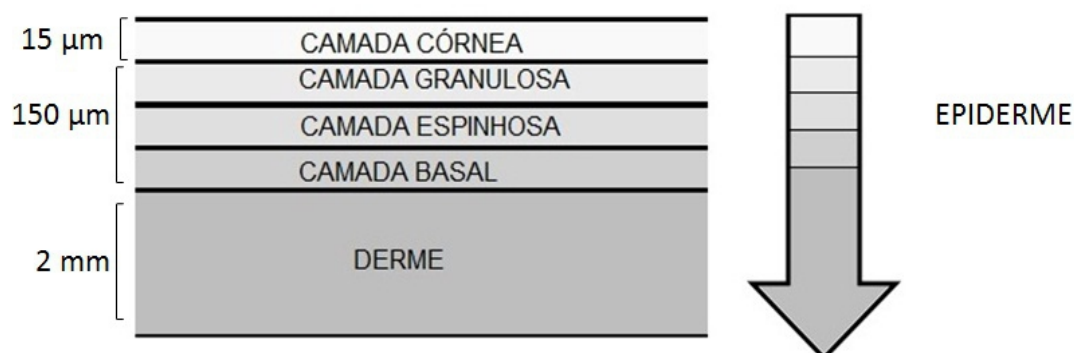 15 µm
CAMADA CÓRNEA
CAMADA GRANULOSA
150 µm
EPIDERME
CAMADA ESPINHOSA
CAMADA BASAL
2 mm
DERME